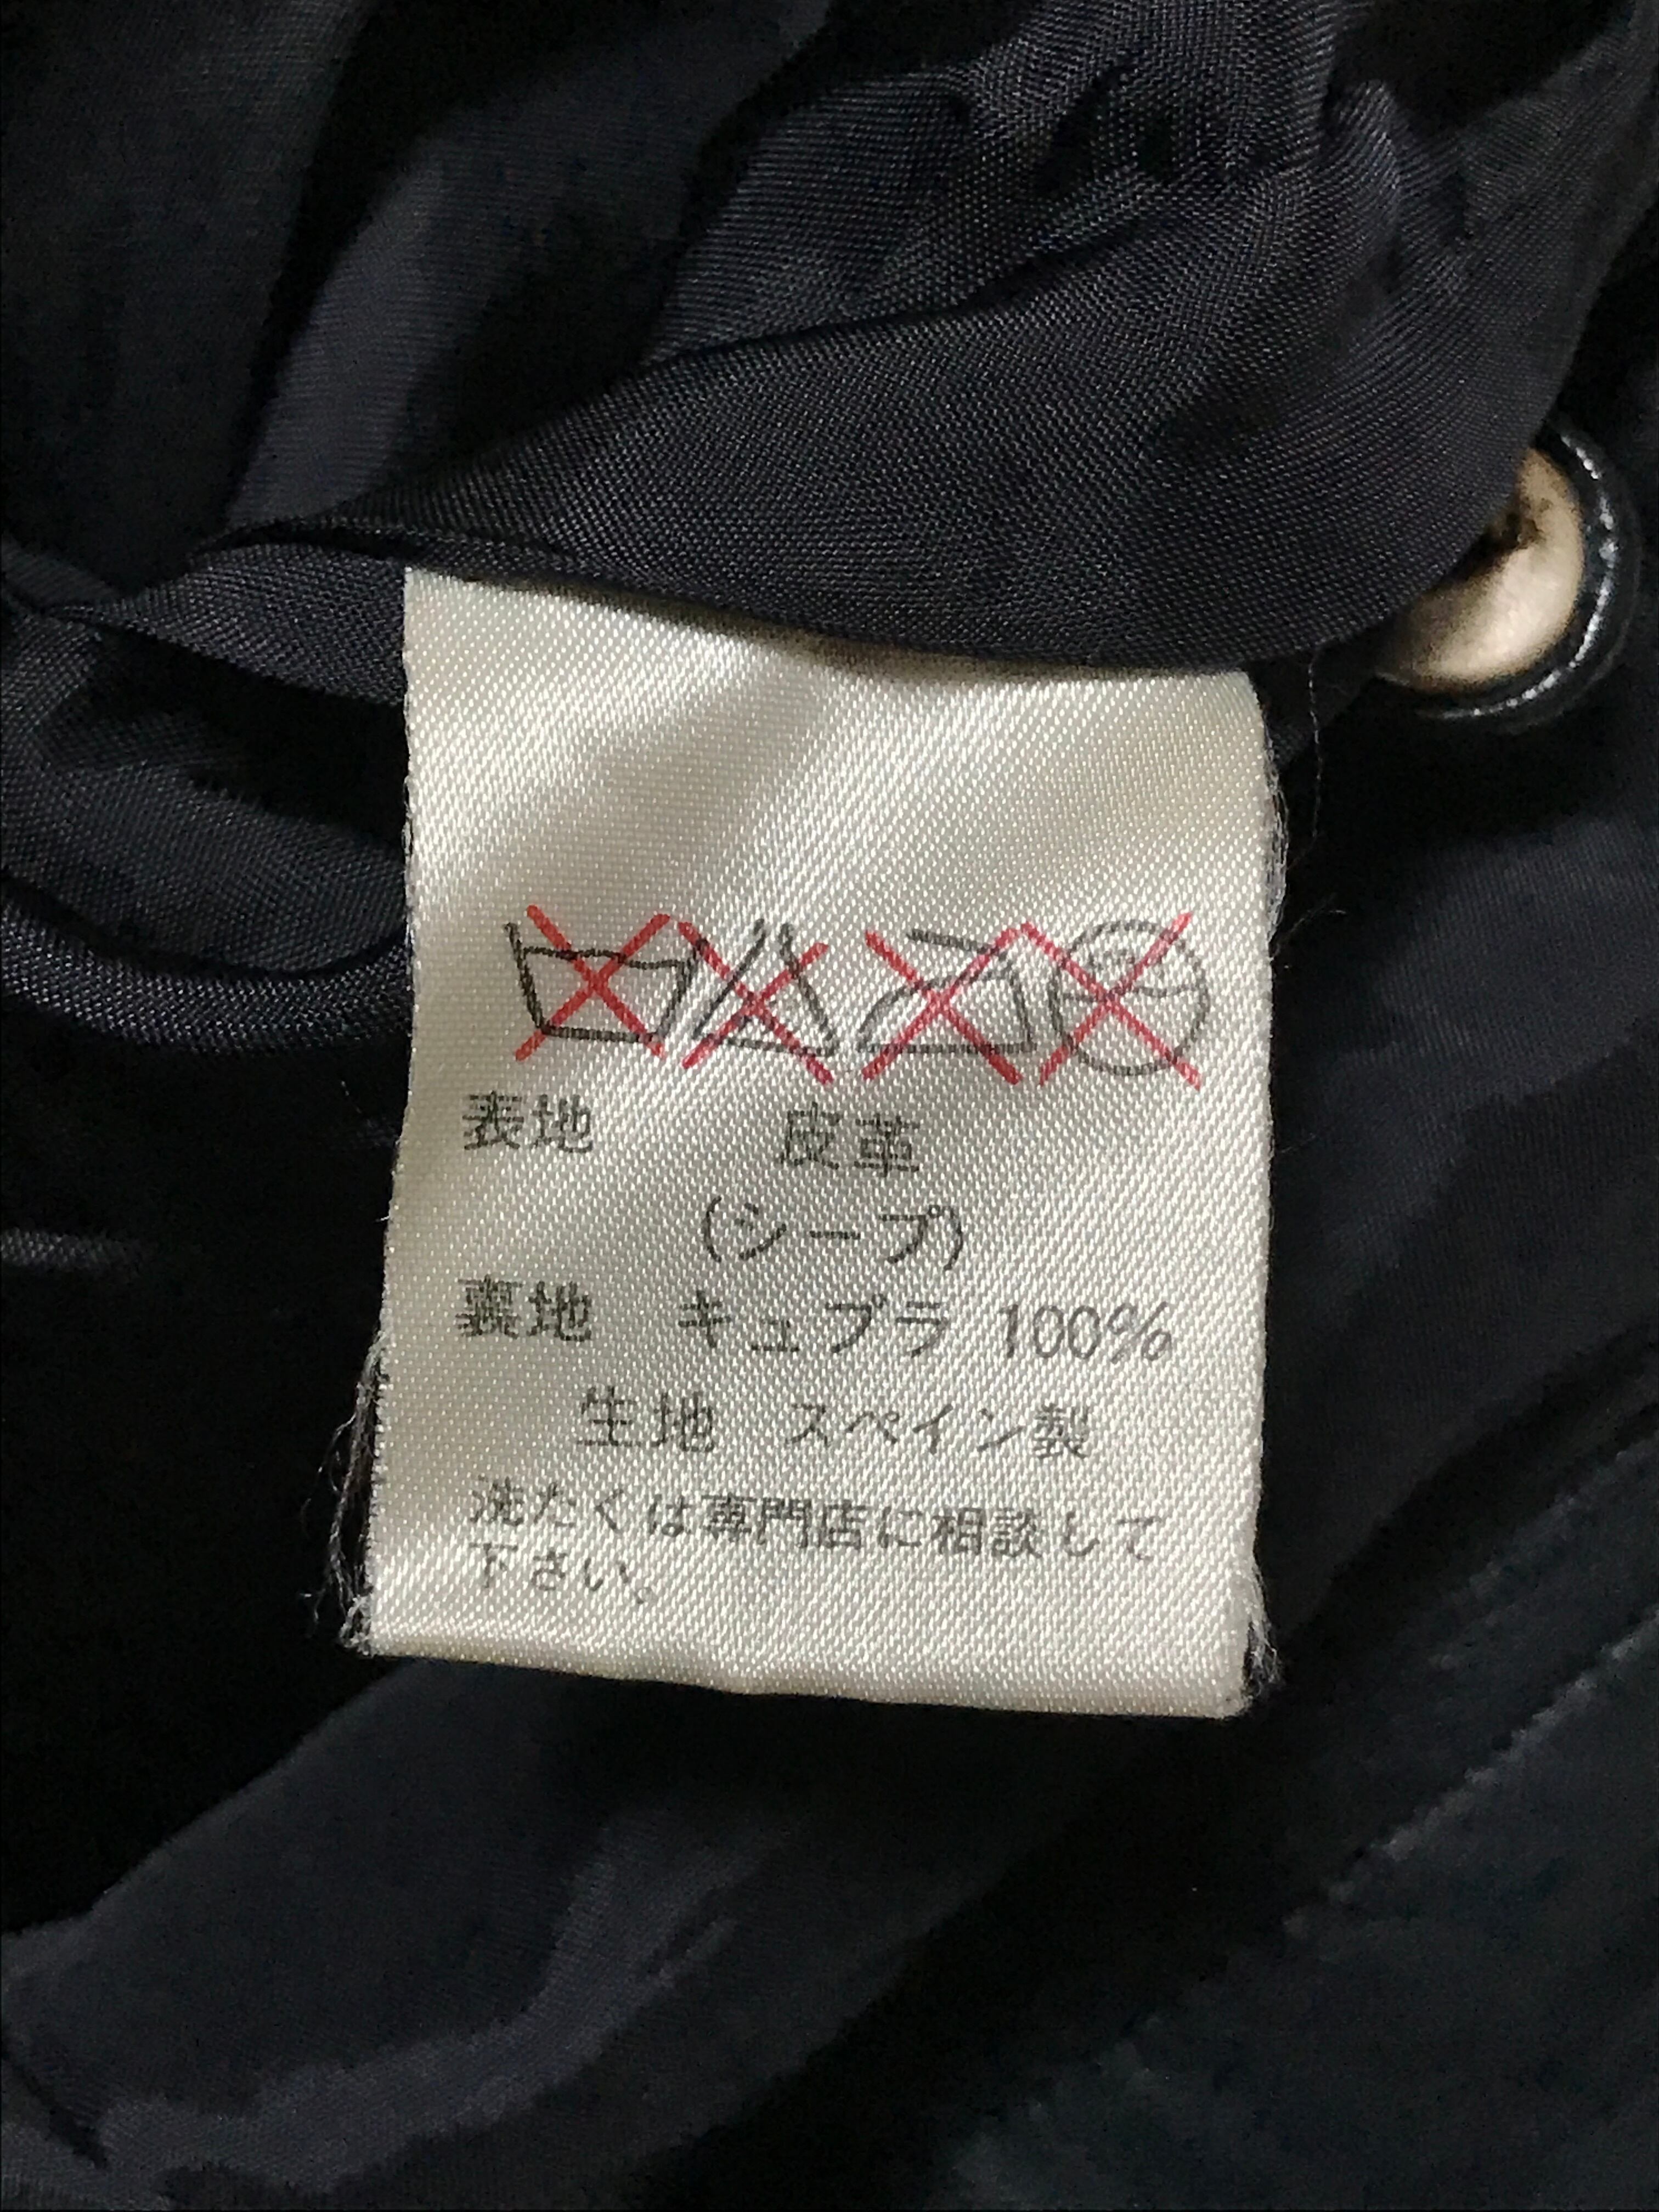 表地 皮革
(シープ)
裏地 キュプラ 100%
生地 スペイン製
洗たくは専門店に相談して
下さい。